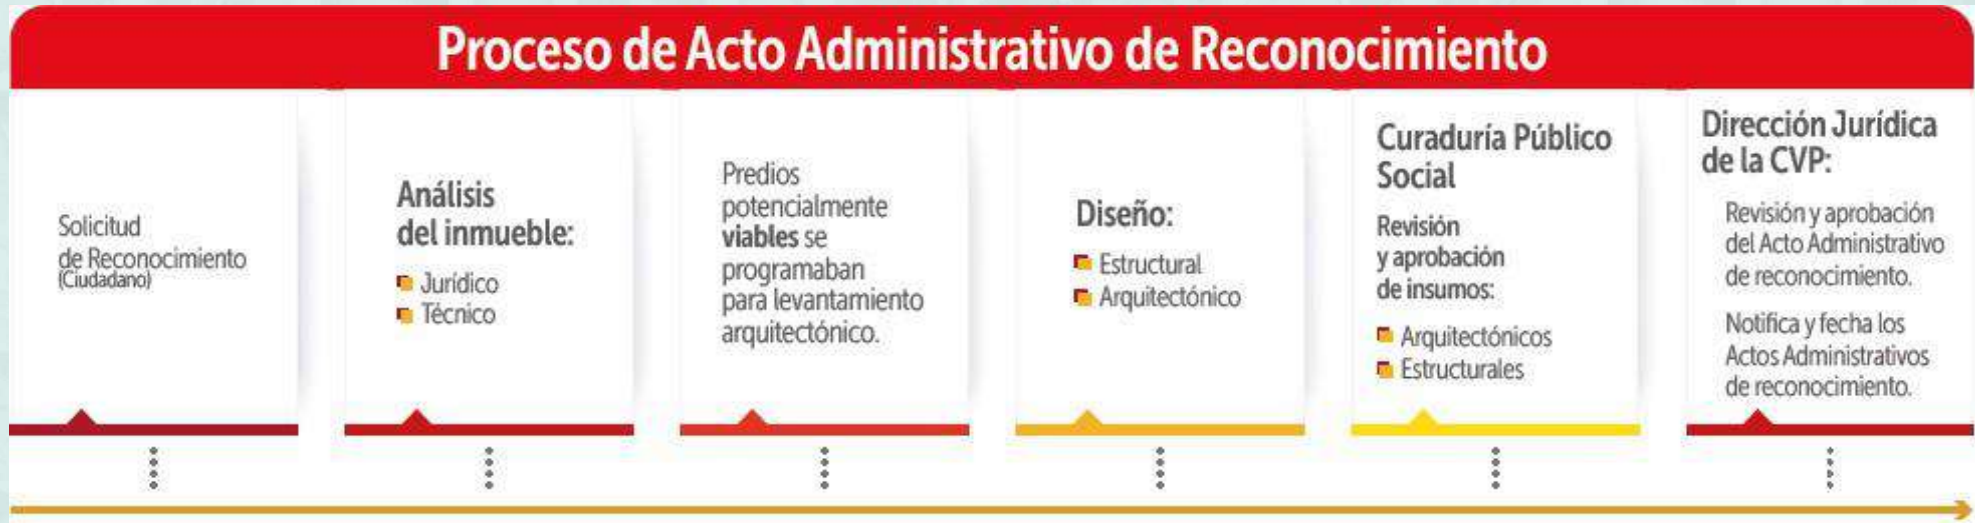 Proceso de Acto Administrativo de Reconocimiento
Solicitud
de Reconocimiento
(Ciudadano)
Análisis
del inmueble:
Jurídico
Técnico
Predios
potencialmente
viables se
programaban
para levantamiento
arquitectónico.
Diseño:
Estructural
Arquitectónico
Curaduría Público
Social
Revisión
y aprobación
de insumos:
Arquitectónicos
Estructurales
Dirección Jurídica
de la CVP:
Revisión y aprobación
del Acto Administrativo
de reconocimiento.
Notifica y fecha los
Actos Administrativos
de reconocimiento.